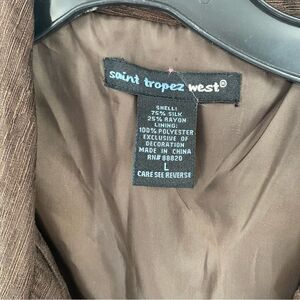 saint tropez west®
SHELL:
75% SILK
25% RAYON
LINING:
100% POLYESTER
EXCLUSIVE OF
DECORATION
MADE IN CHINA
RN# 88820
L
CARE SEE REVERSE